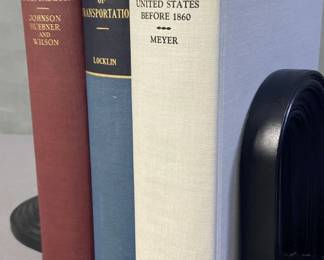 JOHNSON
HUEBNER
AND
WILSON
OF
TRANSPORTATION
LOCKLIN
UNITED STATES
BEFORE 1860
MEYER